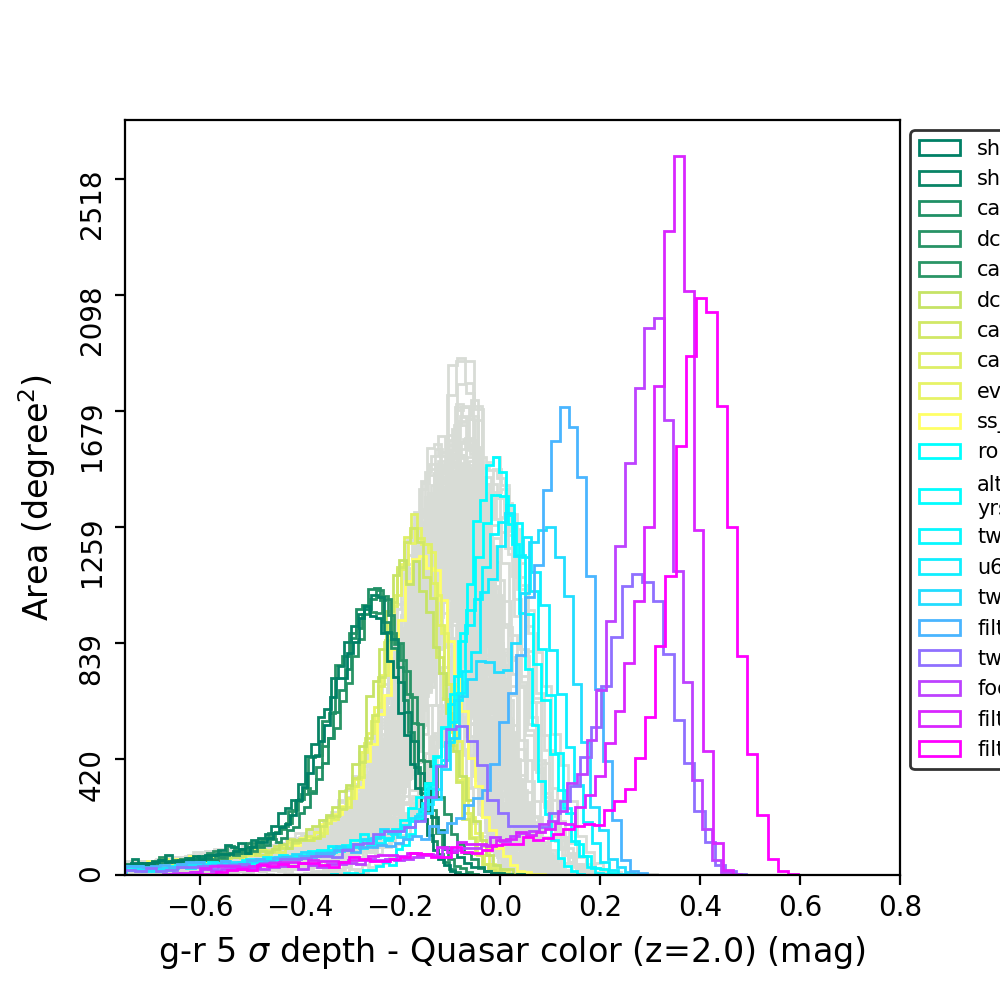 2518
2098
1679
1259
839
420
0
Area (degree²)
−0.6 −0.4 −0.2 0.0 0.2 0.4 0.6 0.8
g-r 5 σ depth - Quasar color (z=2.0) (mag)
sh
sh
ca
dc
ca
dc
ca
ca
ev
ss_
ro
alt
yrs
tw
u6
tw
filt
tw
foo
filt
filt